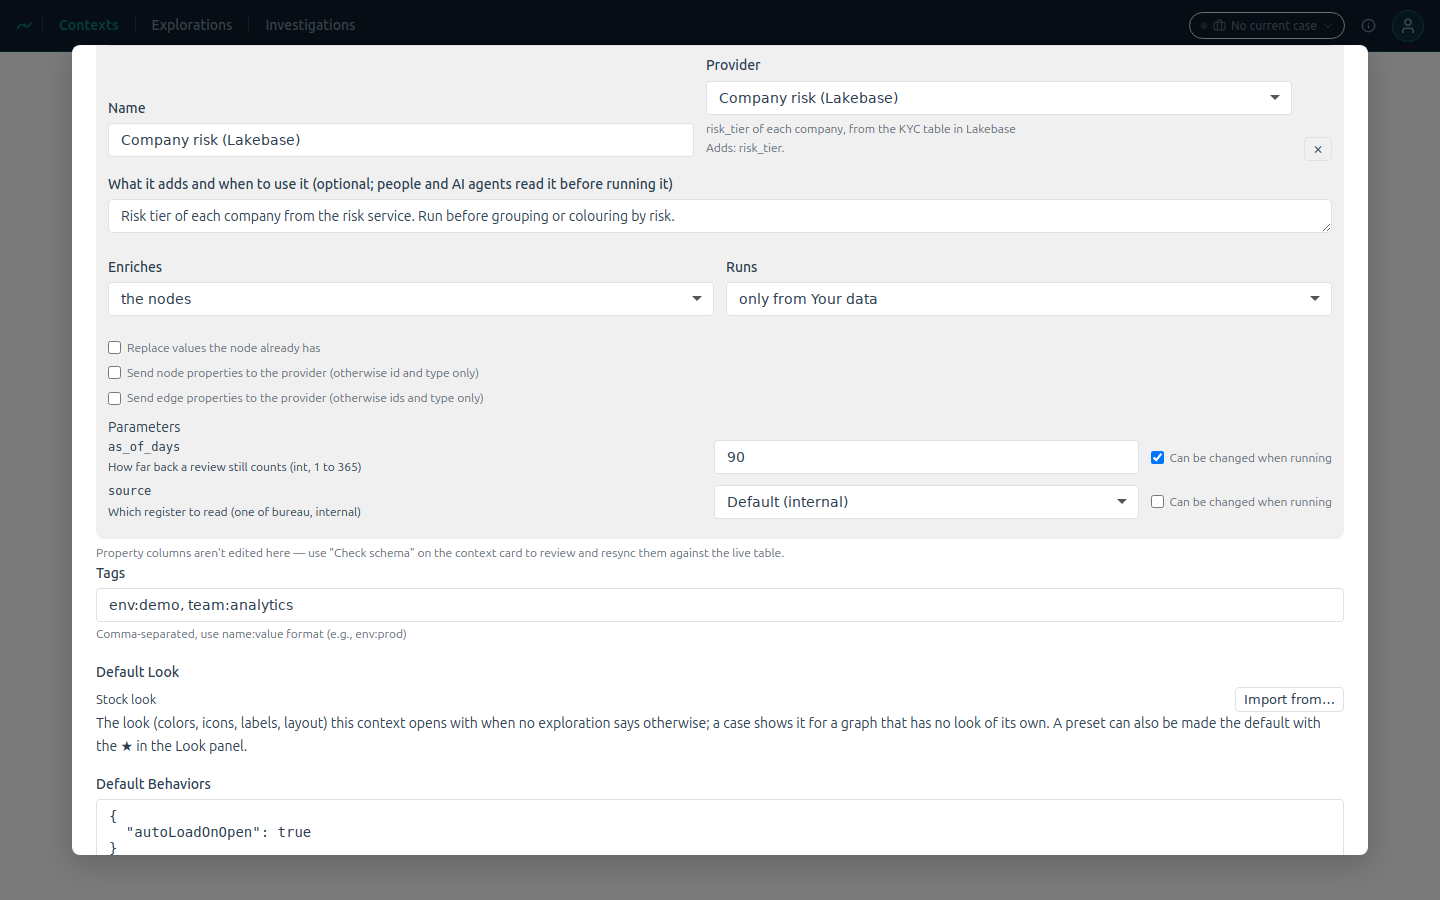 Contexts
Explorations
Investigations
No current case
Provider
Company risk (Lakebase)
risk_tier of each company, from the KYC table in Lakebase
Adds: risk_tier.
Name
Company risk (Lakebase)
×
What it adds and when to use it (optional; people and AI agents read it before running it)
Risk tier of each company from the risk service. Run before grouping or colouring by risk.
Enriches
the nodes
Runs
only from Your data
Replace values the node already has
Send node properties to the provider (otherwise id and type only)
Send edge properties to the provider (otherwise ids and type only)
Parameters
as_of_days
How far back a review still counts (int, 1 to 365)
90
Can be changed when running
source
Which register to read (one of bureau, internal)
Default (internal)
Can be changed when running
Property columns aren't edited here — use "Check schema" on the context card to review and resync them against the live table.
Tags
env:demo, team:analytics
Comma-separated, use name:value format (e.g., env:prod)
Default Look
Stock look
Import from...
The look (colors, icons, labels, layout) this context opens with when no exploration says otherwise; a case shows it for a graph that has no look of its own. A preset can also be made the default with
the ★ in the Look panel.
Default Behaviors
{
"autoLoadOnOpen": true
}